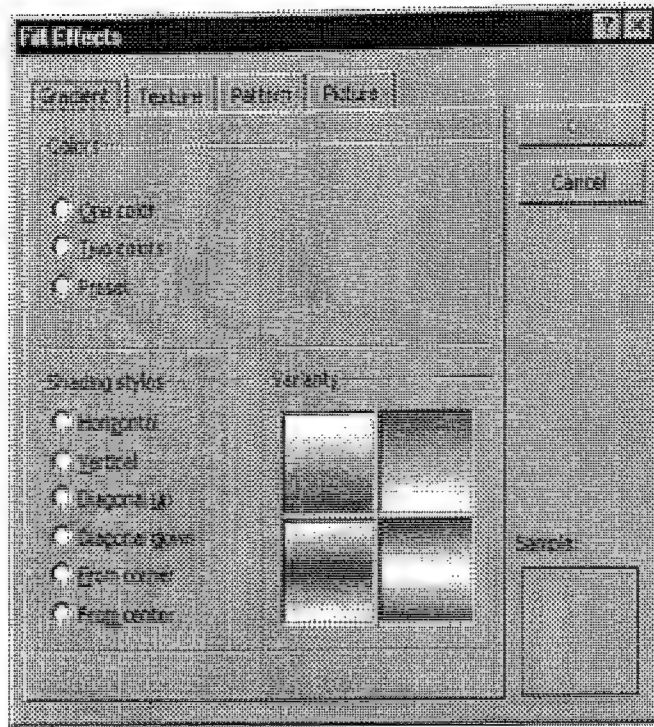 Fill Effects
Gradient Texture Pattern Picture
Colors
Cancel
One color
Two colors
Preset
Shading styles
Variants
Horizontal
Vertical
Diagonal up
Diagonal down
From corner
From center
Sample: